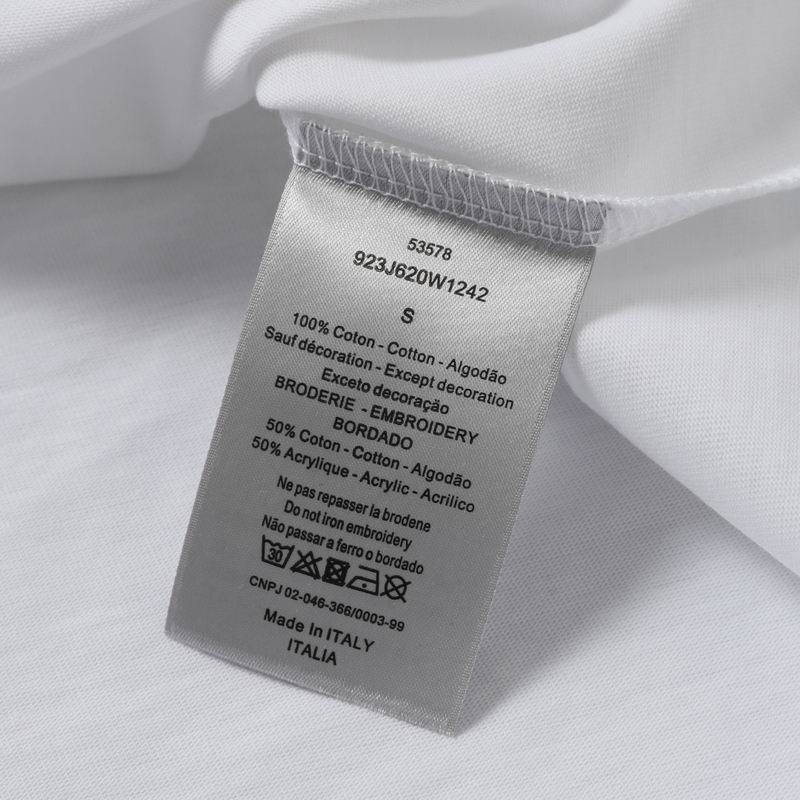 53578
923J620W1242
S
100% Coton - Cotton - Algodão
Sauf décoration - Except decoration
Exceto decoração
BRODERIE - EMBROIDERY
BORDADO
50% Coton - Cotton - Algodão
50% Acrylique - Acrylic - Acrilico
Ne pas repasser la brodene
Do not iron embroidery
Não passar a ferro o bordado
30
CNPJ 02-046-366/0003-99
Made In ITALY
ITALIA